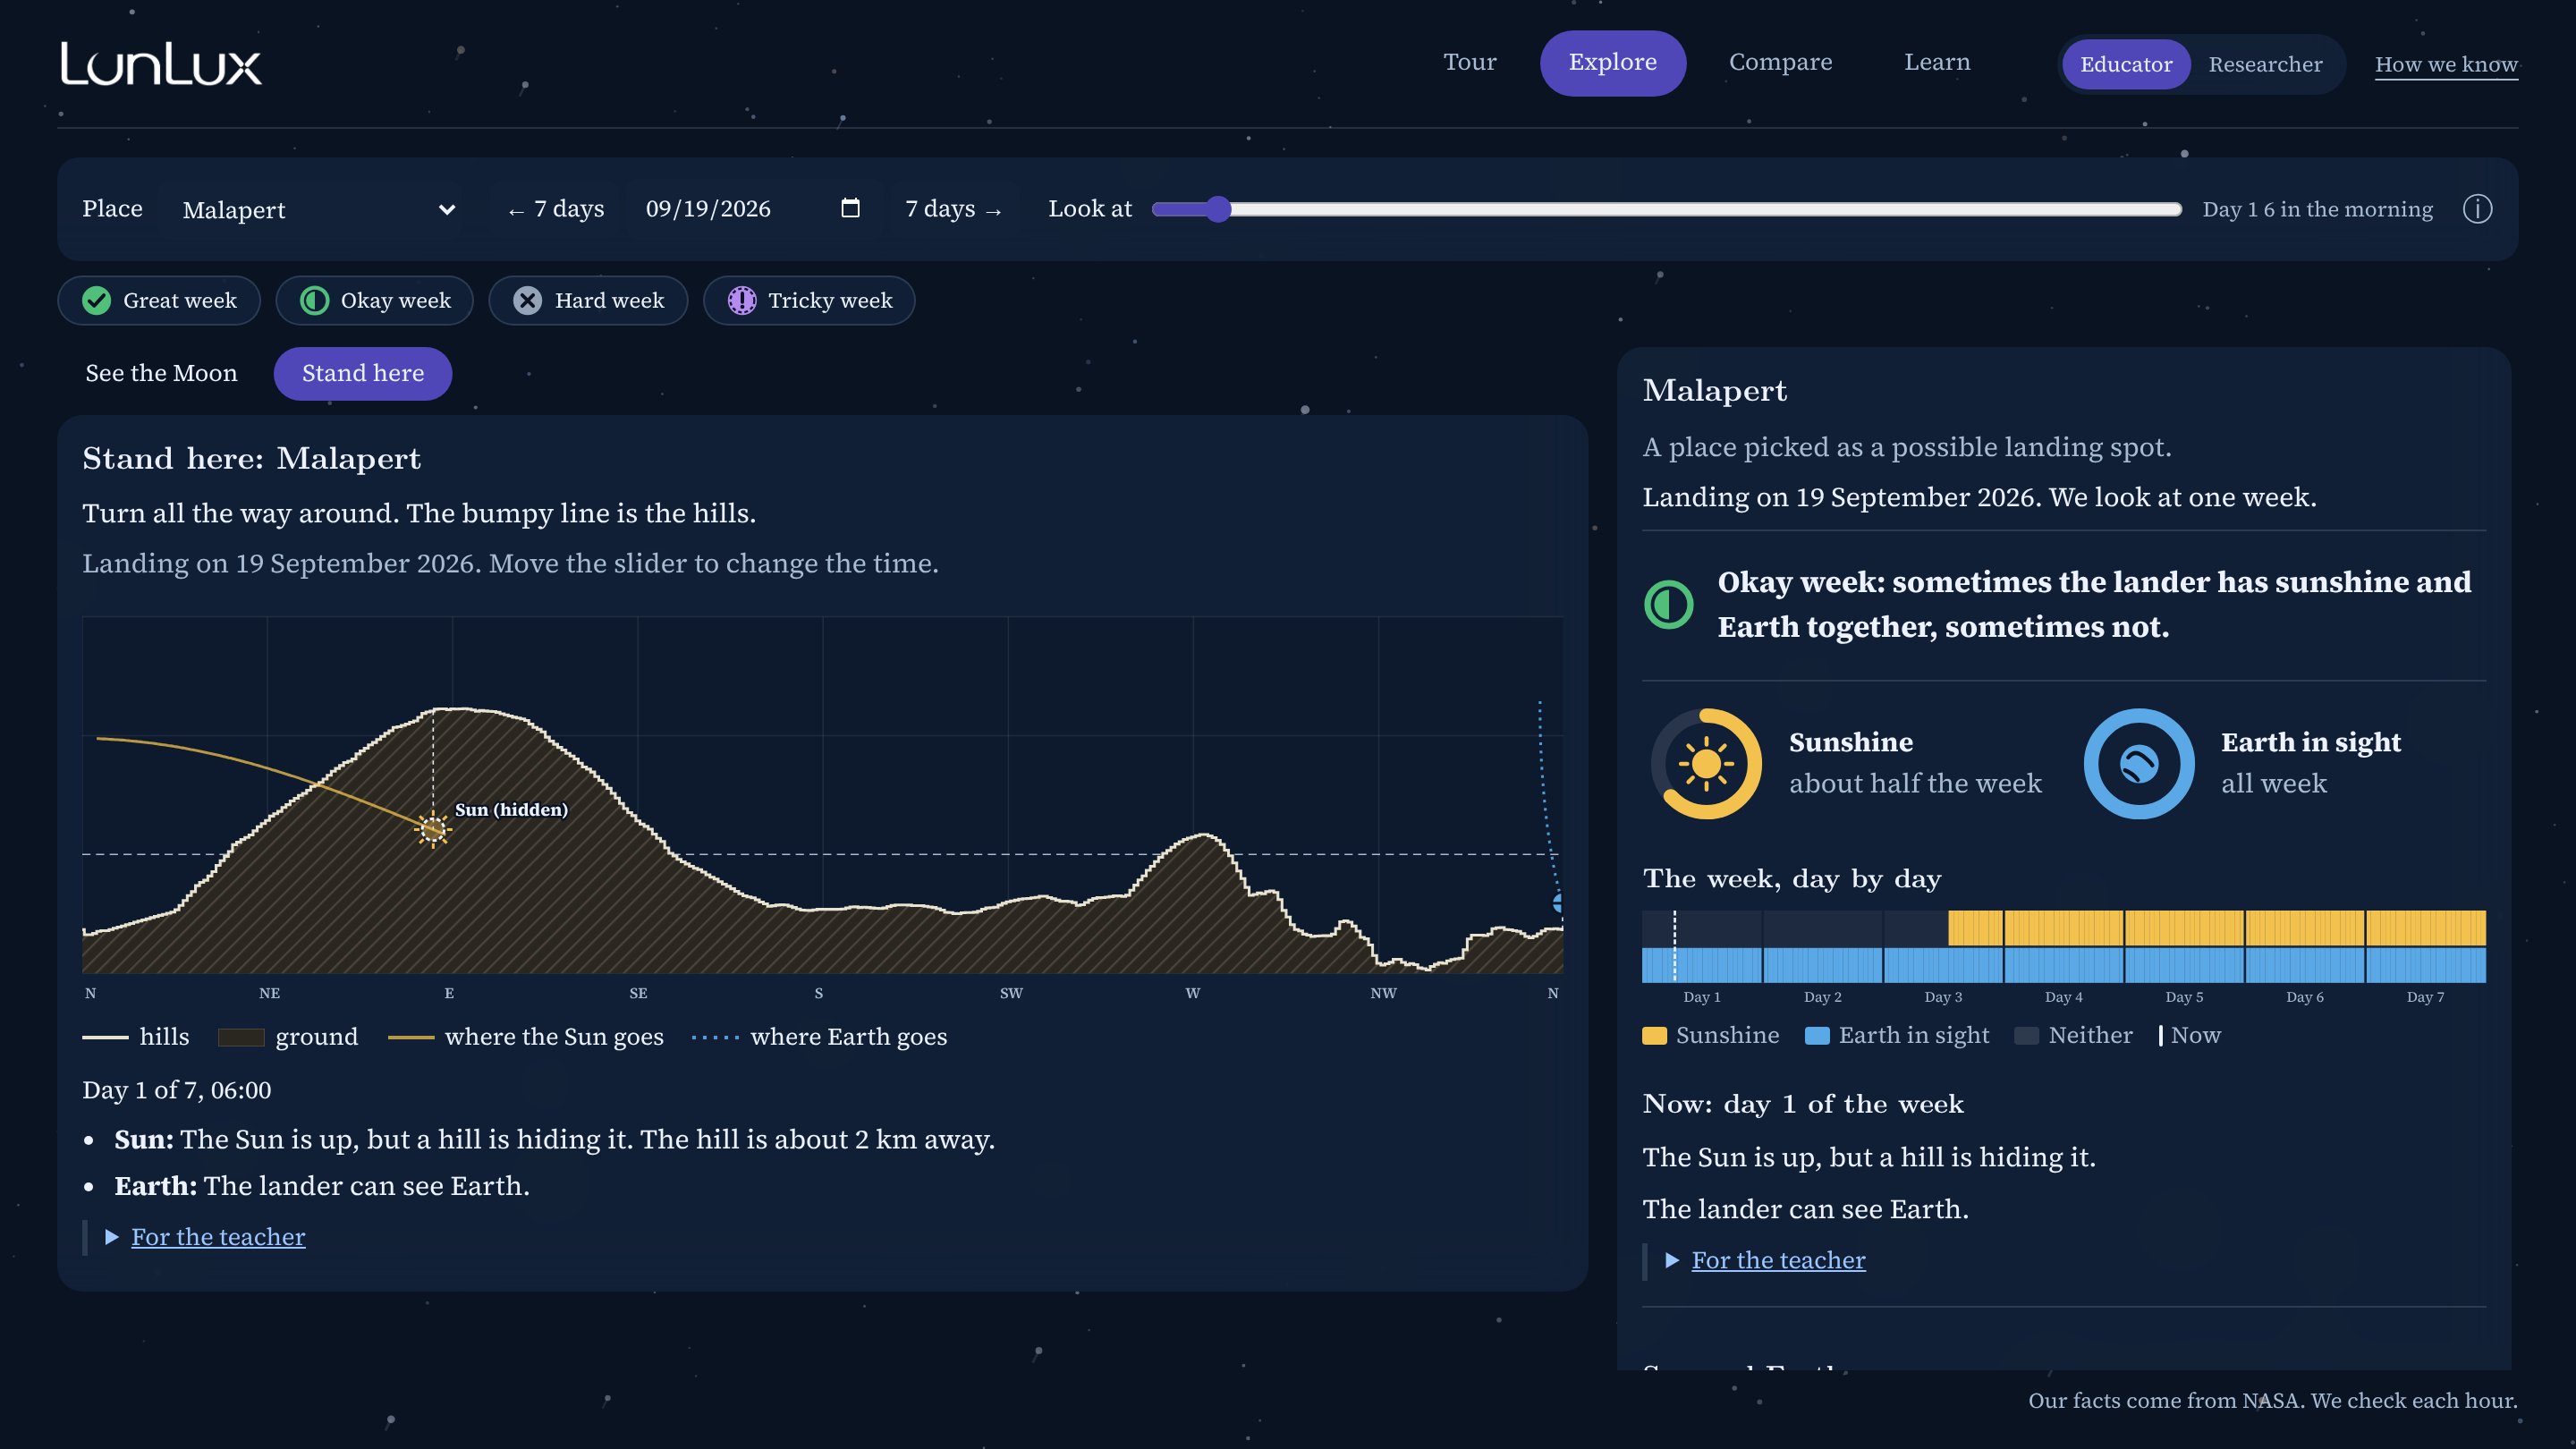 LunLux
Tour
Explore
Compare
Learn
Educator
Researcher
How we know
Place
Malapert
← 7 days
09/19/2026
7 days →
Look at
Day 1 6 in the morning
Great week
Okay week
Hard week
Tricky week
See the Moon
Stand here
Stand here: Malapert
Turn all the way around. The bumpy line is the hills.
Landing on 19 September 2026. Move the slider to change the time.
Sun (hidden)
N NE E SE S SW W NW N
hills
ground
where the Sun goes
where Earth goes
Day 1 of 7, 06:00
• Sun: The Sun is up, but a hill is hiding it. The hill is about 2 km away.
• Earth: The lander can see Earth.
For the teacher
Malapert
A place picked as a possible landing spot.
Landing on 19 September 2026. We look at one week.
Okay week: sometimes the lander has sunshine and
Earth together, sometimes not.
Sunshine
about half the week
Earth in sight
all week
The week, day by day
Day 1 Day 2 Day 3 Day 4 Day 5 Day 6 Day 7
Sunshine
Earth in sight
Neither
Now
Now: day 1 of the week
The Sun is up, but a hill is hiding it.
The lander can see Earth.
For the teacher
Our facts come from NASA. We check each hour.